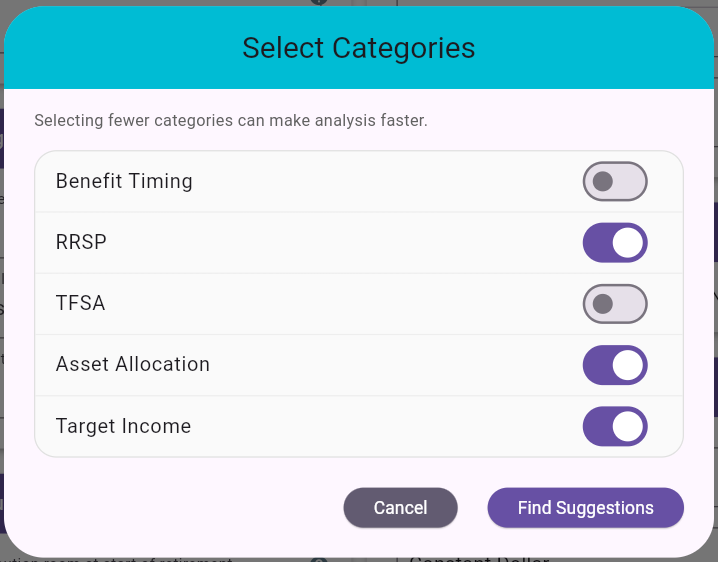 Select Categories
Selecting fewer categories can make analysis faster.
Benefit Timing
RRSP
TFSA
Asset Allocation
Target Income
Cancel
Find Suggestions